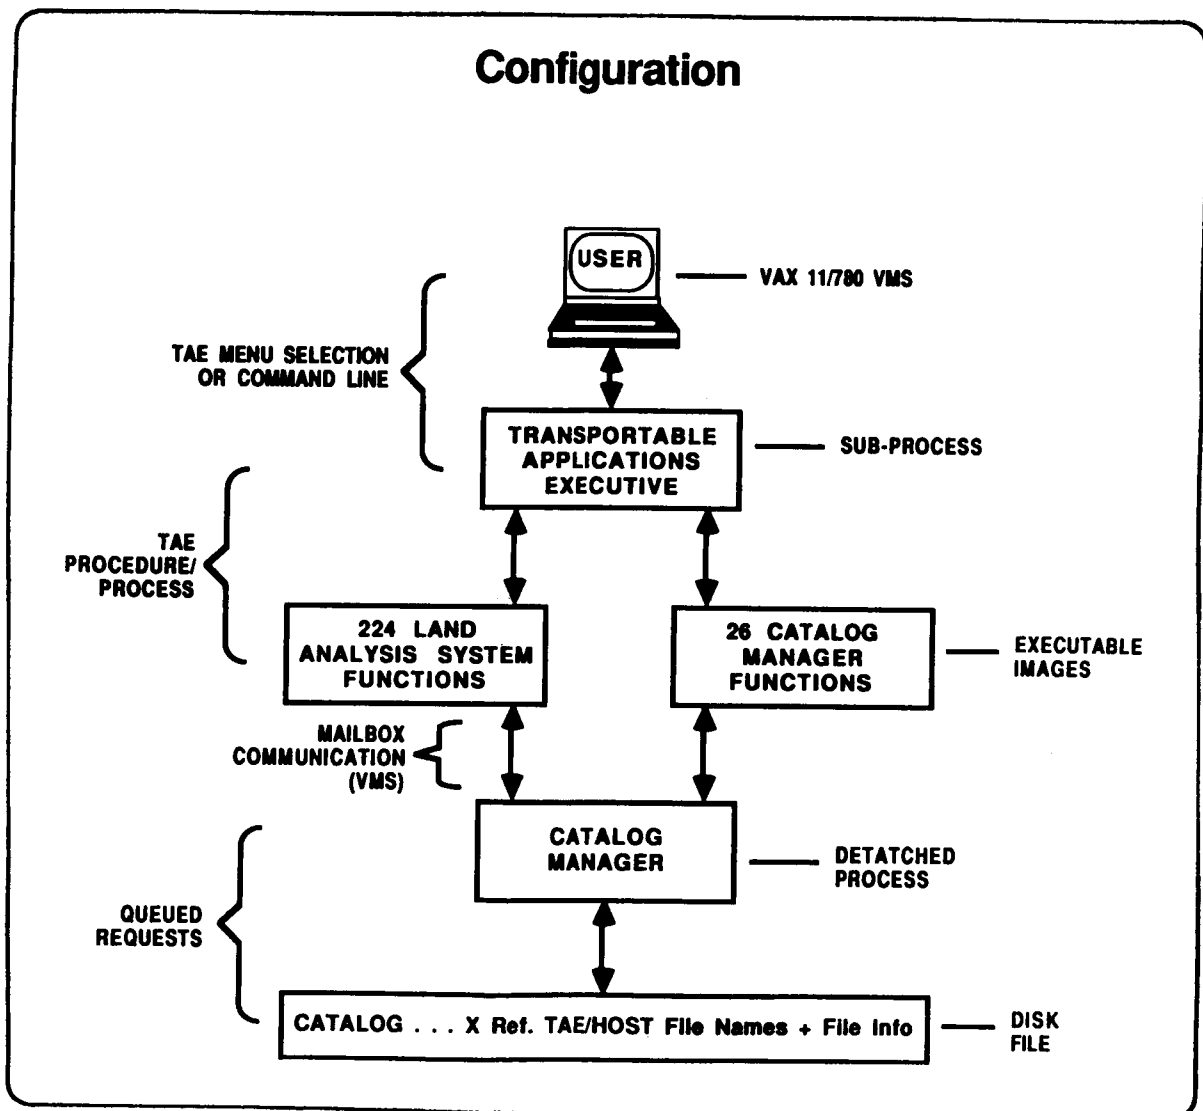 Configuration
USER
VAX 11/780 VMS
TAE MENU SELECTION
OR COMMAND LINE
TRANSPORTABLE
APPLICATIONS
EXECUTIVE
SUB-PROCESS
TAE
PROCEDURE/
PROCESS
224 LAND
ANALYSIS SYSTEM
FUNCTIONS
26 CATALOG
MANAGER
FUNCTIONS
EXECUTABLE
IMAGES
MAILBOX
COMMUNICATION
(VMS)
CATALOG
MANAGER
DETATCHED
PROCESS
QUEUED
REQUESTS
CATALOG . . . X Ref. TAE/HOST File Names + File Info
DISK
FILE